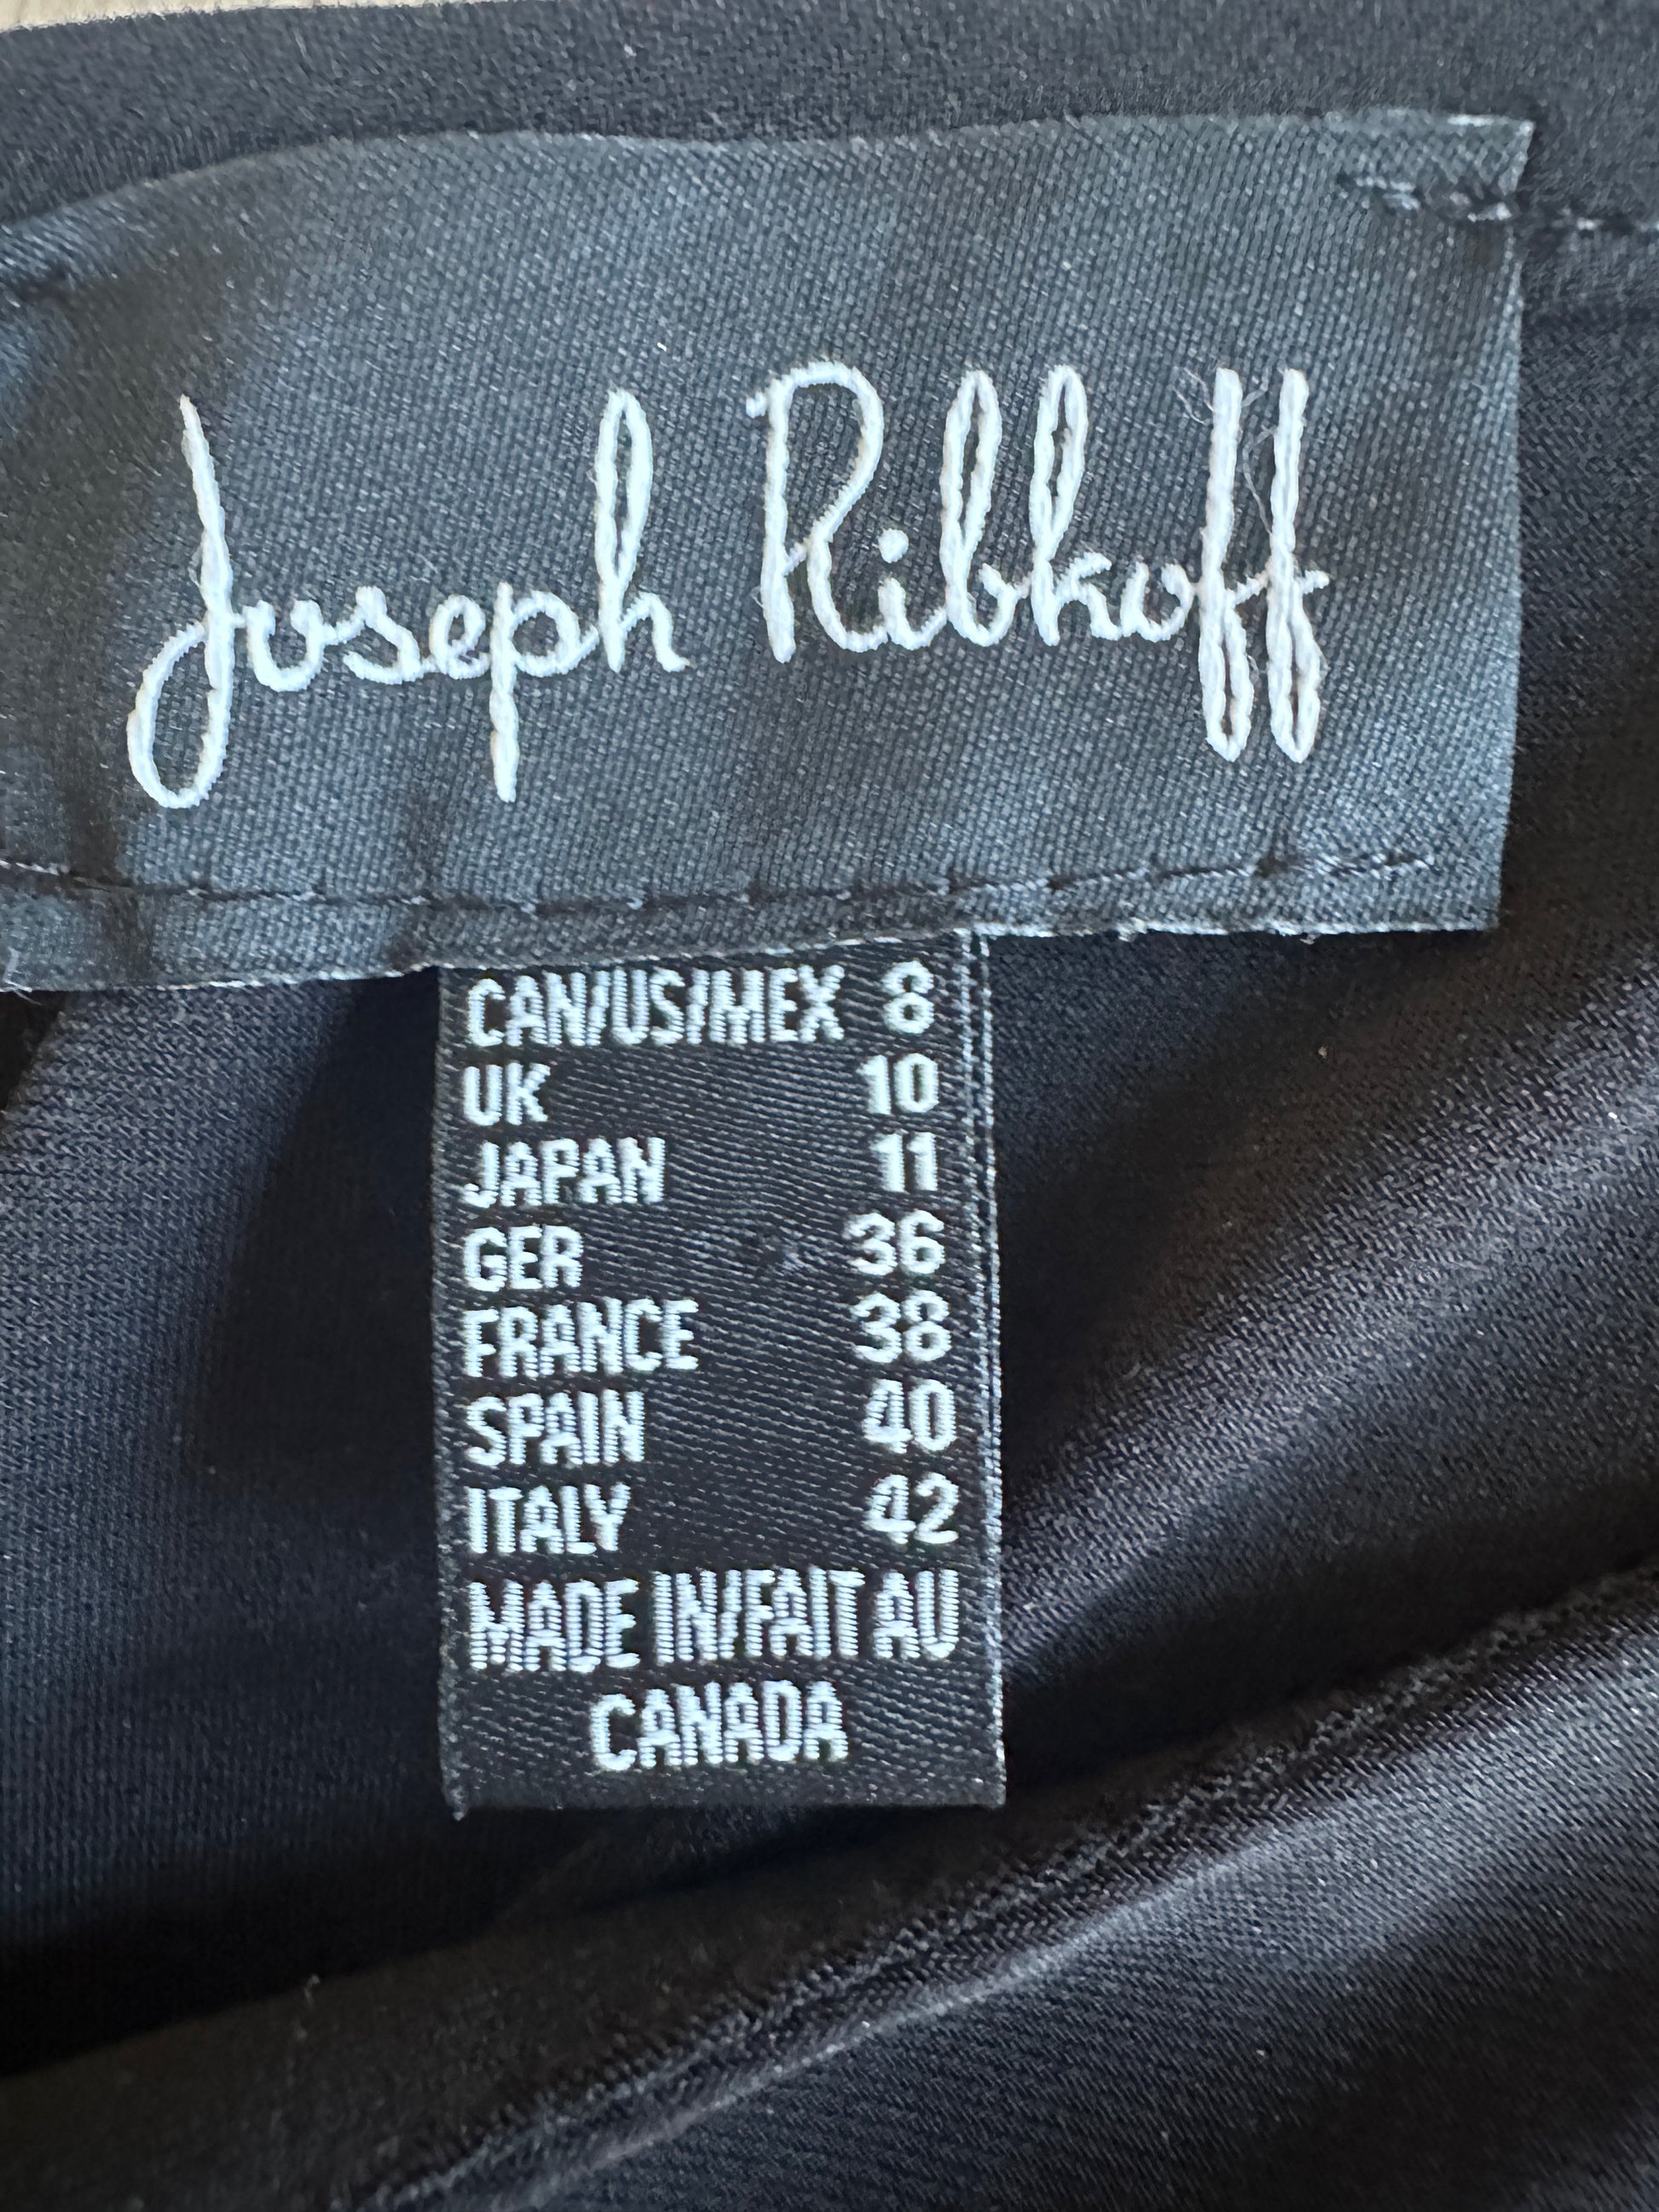 Joseph Ribkoff
CAN/US/MEX 8
UK 10
JAPAN 11
GER 36
FRANCE 38
SPAIN 40
ITALY 42
MADE IN/FAIT AU
CANADA